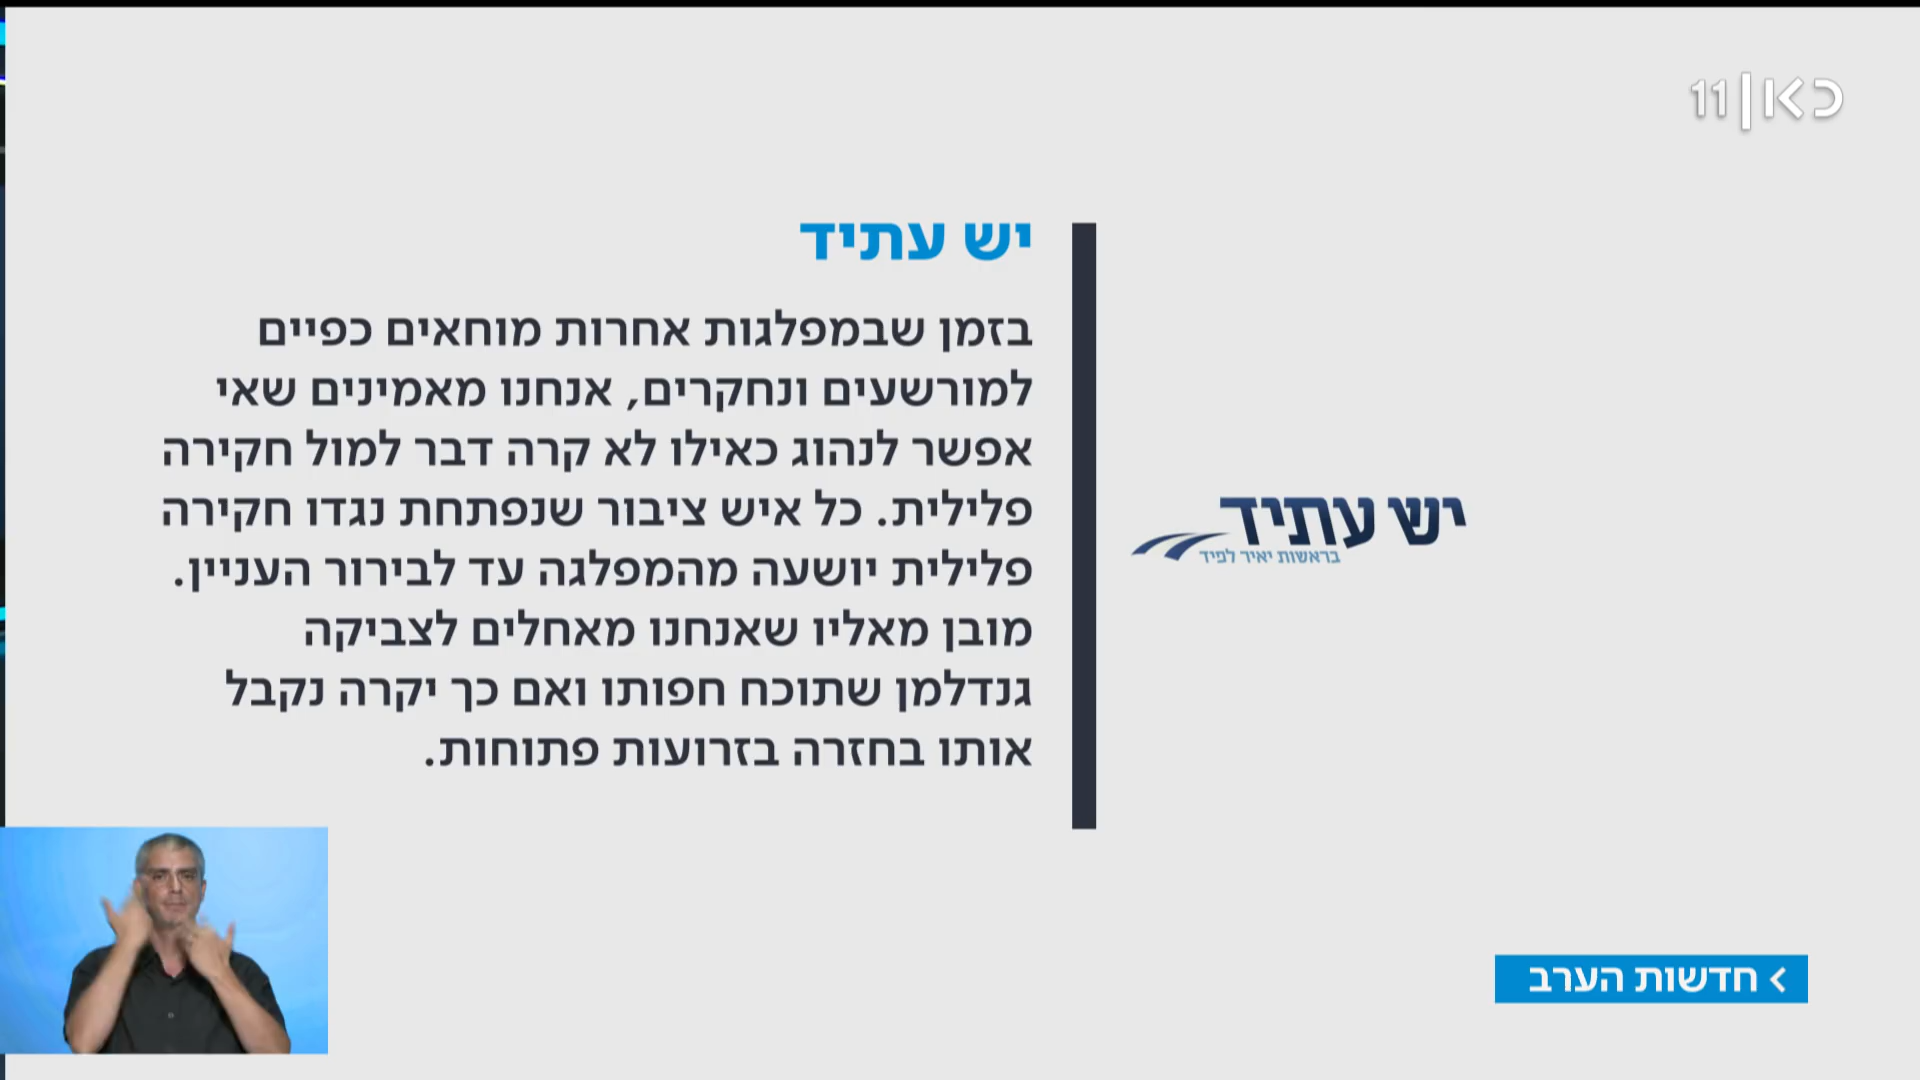 כאן 11
יש עתיד
בזמן שבמפלגות אחרות מוחאים כפיים
למורשעים ונחקרים, אנחנו מאמינים שאי
אפשר לנהוג כאילו לא קרה דבר למול חקירה
פלילית. כל איש ציבור שנפתחת נגדו חקירה
פלילית יושעה מהמפלגה עד לבירור העניין.
מובן מאליו שאנחנו מאחלים לצביקה
גנדלמן שתוכח חפותו ואם כך יקרה נקבל
אותו בחזרה בזרועות פתוחות.
יש עתיד
בראשות יאיר לפיד
חדשות הערב